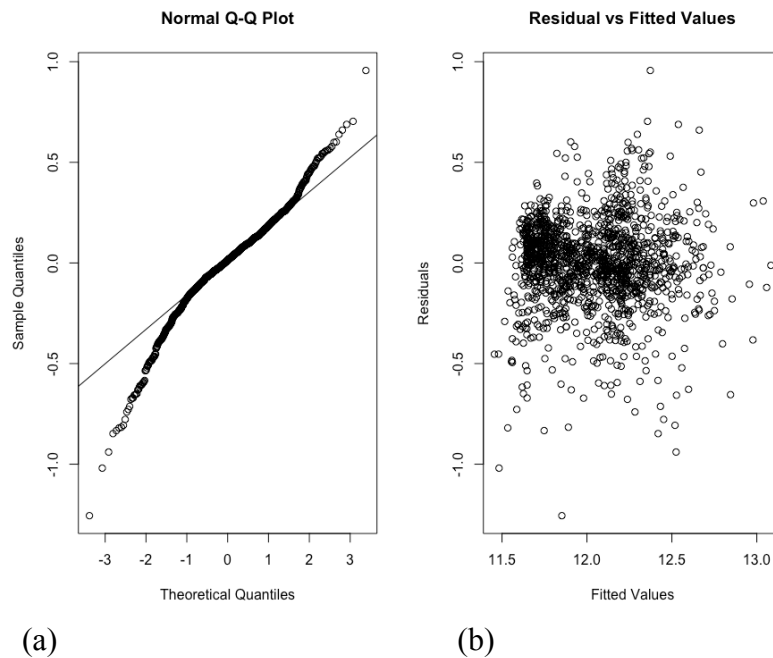 Normal Q-Q Plot
Sample Quantiles
1.0
0.5
0.0
-0.5
-1.0
-3 -2 -1 0 1 2 3
Theoretical Quantiles
(a)
Residual vs Fitted Values
Residuals
1.0
0.5
0.0
-0.5
-1.0
11.5 12.0 12.5 13.0
Fitted Values
(b)